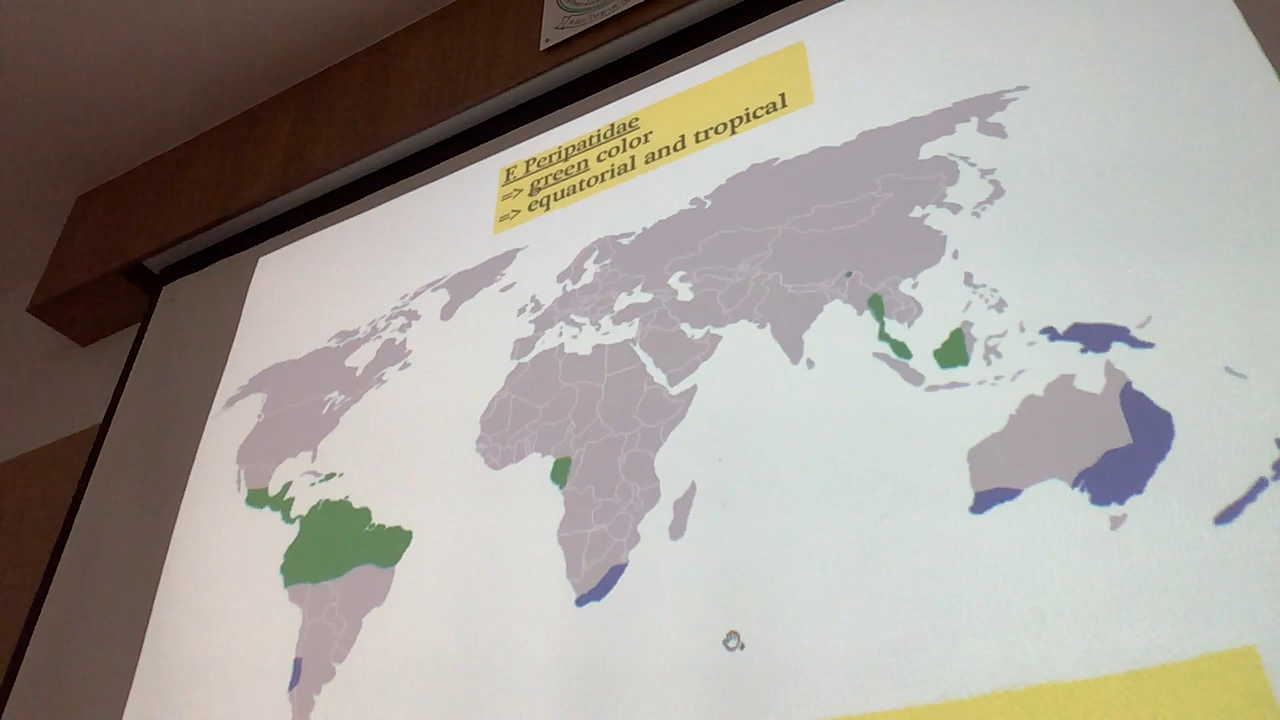 F Peripatidae
=> green color
=> equatorial and tropical